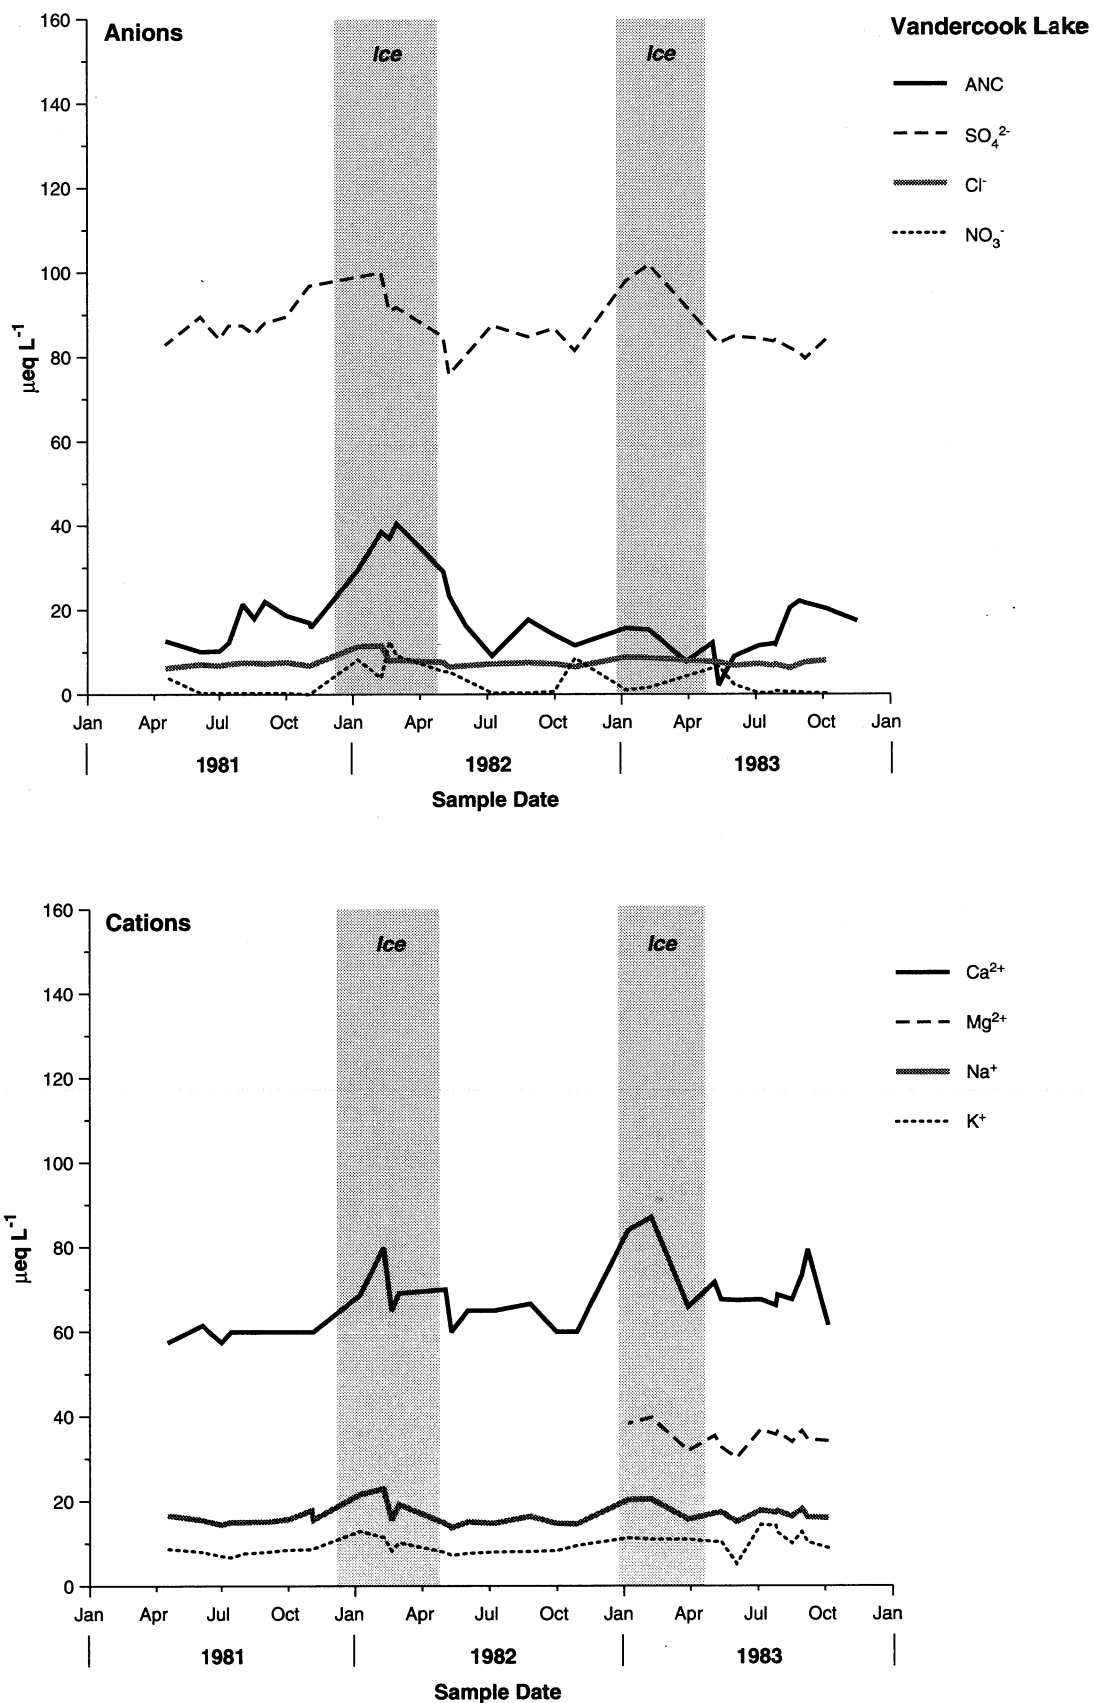 Vandercook Lake
Anions
Ice
Ice
ANC
SO₄²⁻
Cl⁻
NO₃⁻
160
140
120
100
80
60
40
20
0
µeq L⁻¹
Jan Apr Jul Oct Jan Apr Jul Oct Jan Apr Jul Oct Jan
1981 1982 1983
Sample Date
Cations
Ice
Ice
Ca²⁺
Mg²⁺
Na⁺
K⁺
160
140
120
100
80
60
40
20
0
µeq L⁻¹
Jan Apr Jul Oct Jan Apr Jul Oct Jan Apr Jul Oct Jan
1981 1982 1983
Sample Date